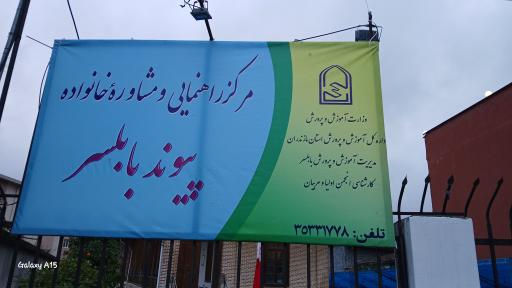 مرکز راهنمایی و مشاورهٔ خانواده
پیوند بابلسر
وزارت آموزش و پرورش
اداره کل آموزش و پرورش استان مازندران
مدیریت آموزش و پرورش بابلسر
کارشناسی انجمن اولیا و مربیان
تلفن: ۳۵۳۳۱۷۷۸
Galaxy A15